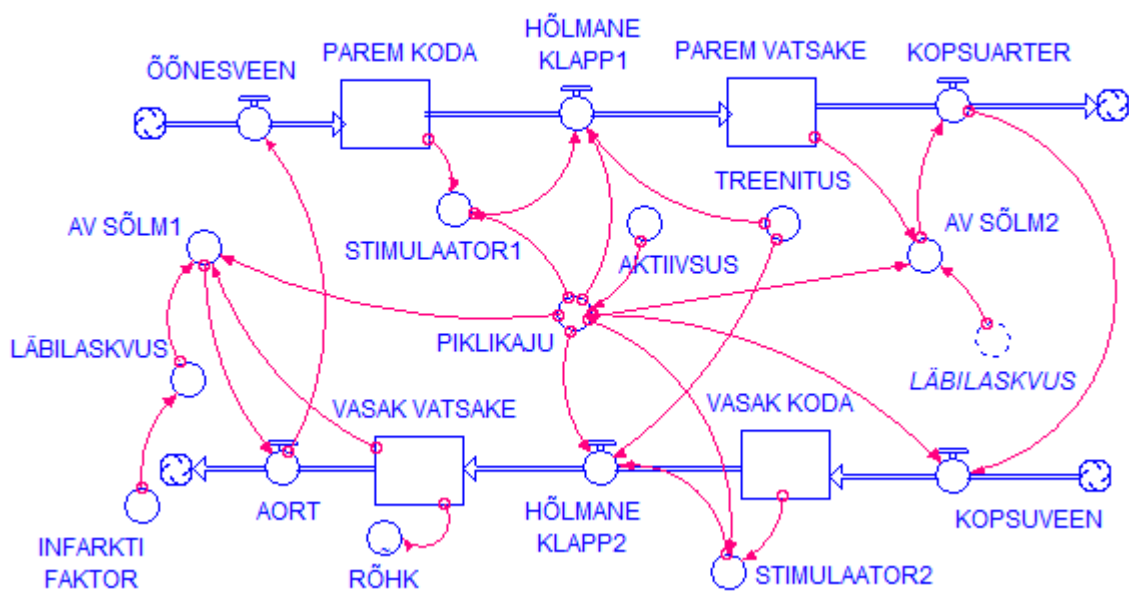 HÕLMANE
KLAPP1
PAREM KODA
PAREM VATSAKE
KOPSUARTER
ÕÕNESVEEN
TREENITUS
AV SÕLM1
STIMULAATOR1
AKTIIVSUS
AV SÕLM2
PIKLIKAJU
LÄBILASKVUS
LÄBILASKVUS
VASAK VATSAKE
VASAK KODA
AORT
HÕLMANE
KLAPP2
KOPSUVEEN
INFARKTI
FAKTOR
RÕHK
STIMULAATOR2